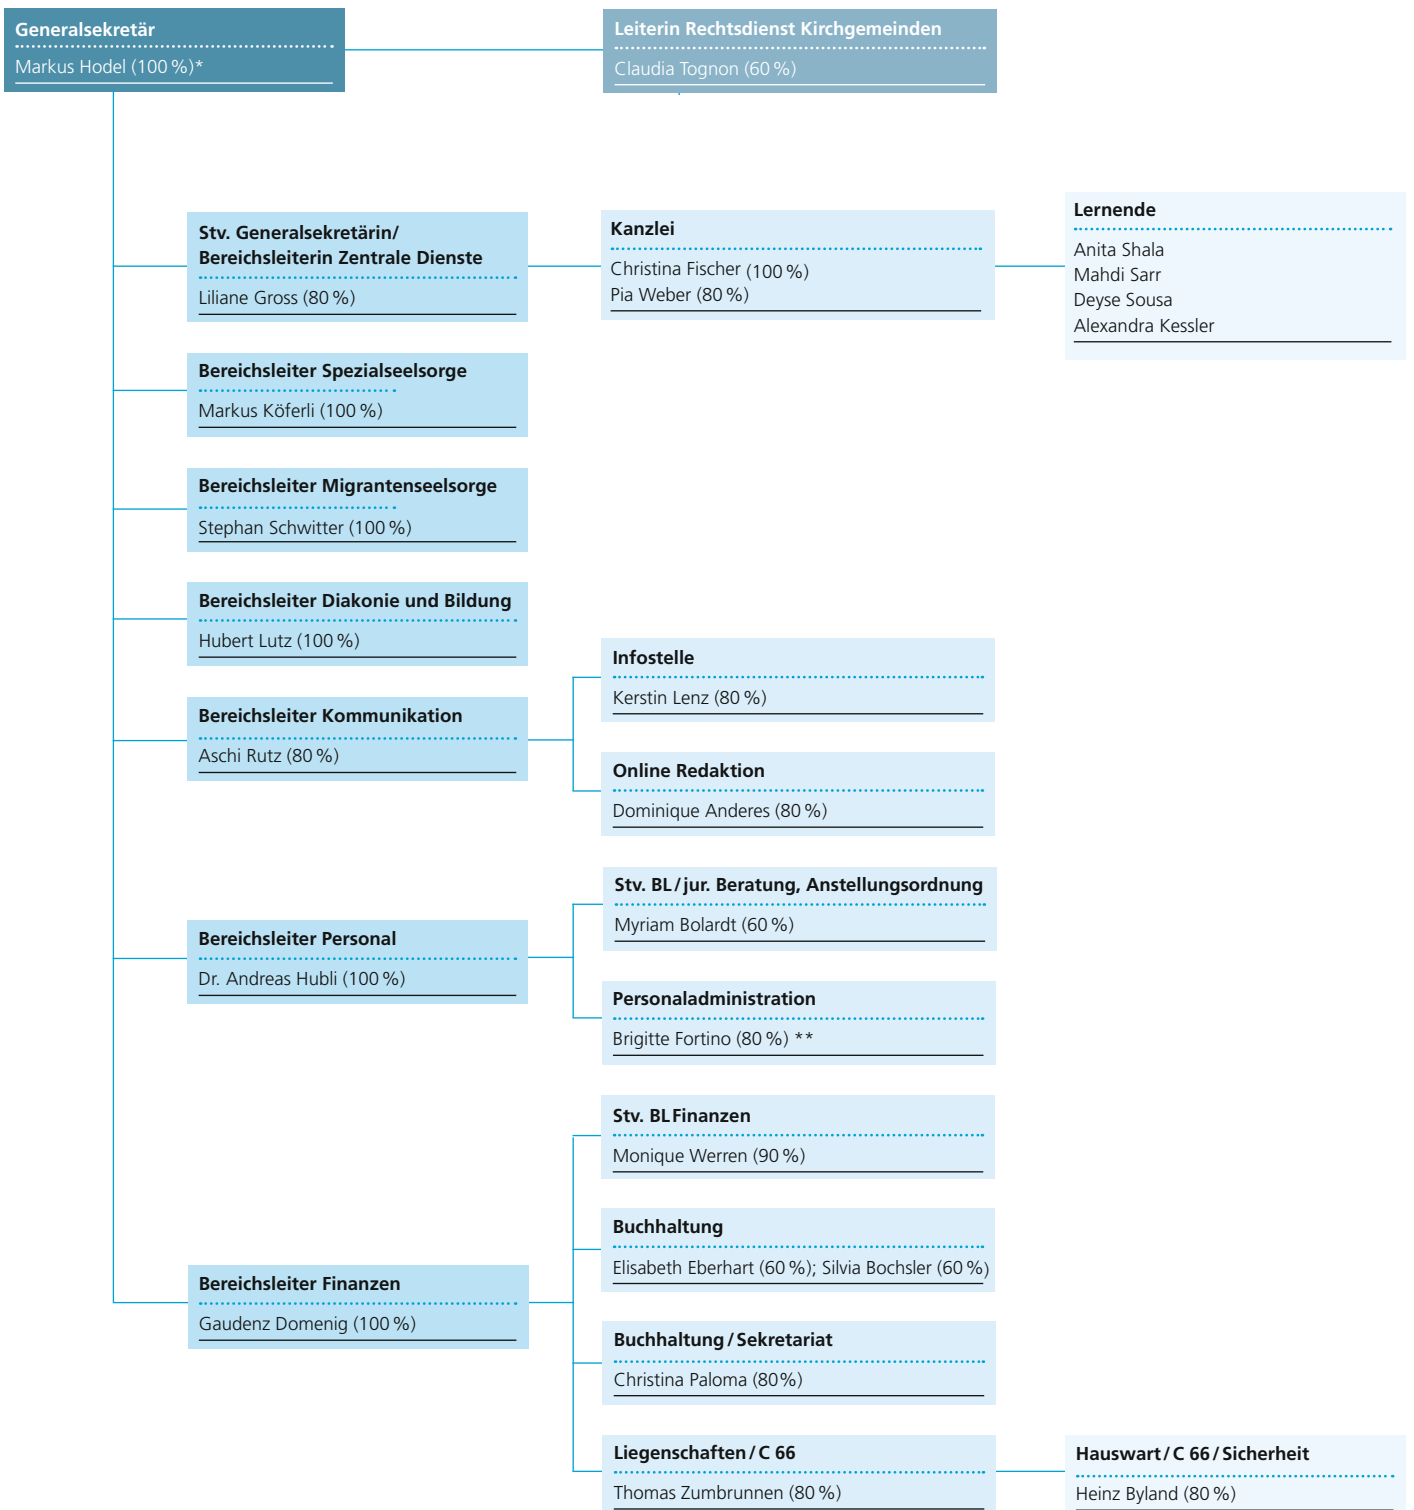 Generalsekretär
Markus Hodel (100 %)*
Leiterin Rechtsdienst Kirchgemeinden
Claudia Tognon (60 %)
Stv. Generalsekretärin/
Bereichsleiterin Zentrale Dienste
Liliane Gross (80 %)
Kanzlei
Christina Fischer (100 %)
Pia Weber (80 %)
Lernende
Anita Shala
Mahdi Sarr
Deyse Sousa
Alexandra Kessler
Bereichsleiter Spezialseelsorge
Markus Köferli (100 %)
Bereichsleiter Migrantenseelsorge
Stephan Schwitter (100 %)
Bereichsleiter Diakonie und Bildung
Hubert Lutz (100 %)
Bereichsleiter Kommunikation
Aschi Rutz (80 %)
Infostelle
Kerstin Lenz (80 %)
Online Redaktion
Dominique Anderes (80 %)
Bereichsleiter Personal
Dr. Andreas Hubli (100 %)
Stv. BL / jur. Beratung, Anstellungsordnung
Myriam Bolardt (60 %)
Personaladministration
Brigitte Fortino (80 %) **
Bereichsleiter Finanzen
Gaudenz Domenig (100 %)
Stv. BL Finanzen
Monique Werren (90 %)
Buchhaltung
Elisabeth Eberhart (60 %); Silvia Bochsler (60 %)
Buchhaltung / Sekretariat
Christina Paloma (80%)
Liegenschaften / C 66
Thomas Zumbrunnen (80 %)
Hauswart / C 66 / Sicherheit
Heinz Byland (80 %)